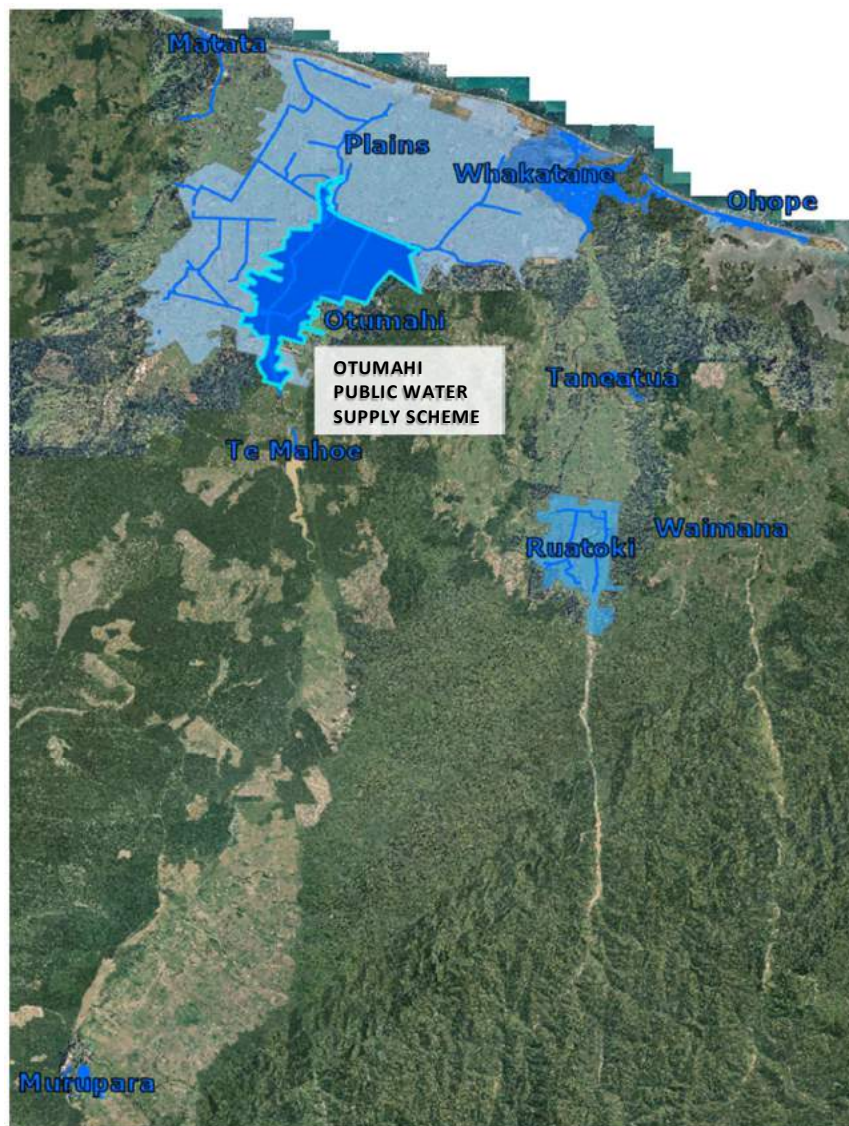 Matata
Plains
Whakatane
Ohope
Otumahi
OTUMAHI
PUBLIC WATER
SUPPLY SCHEME
Taneatua
Te Mahoe
Waimana
Ruatoki
Murupara